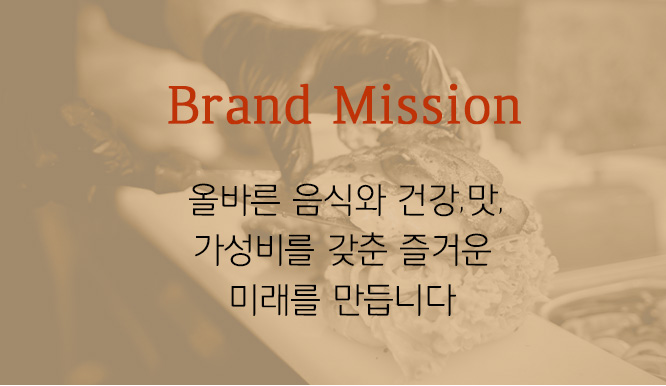 Brand Mission
올바른 음식와 건강,맛,
가성비를 갖춘 즐거운
미래를 만듭니다